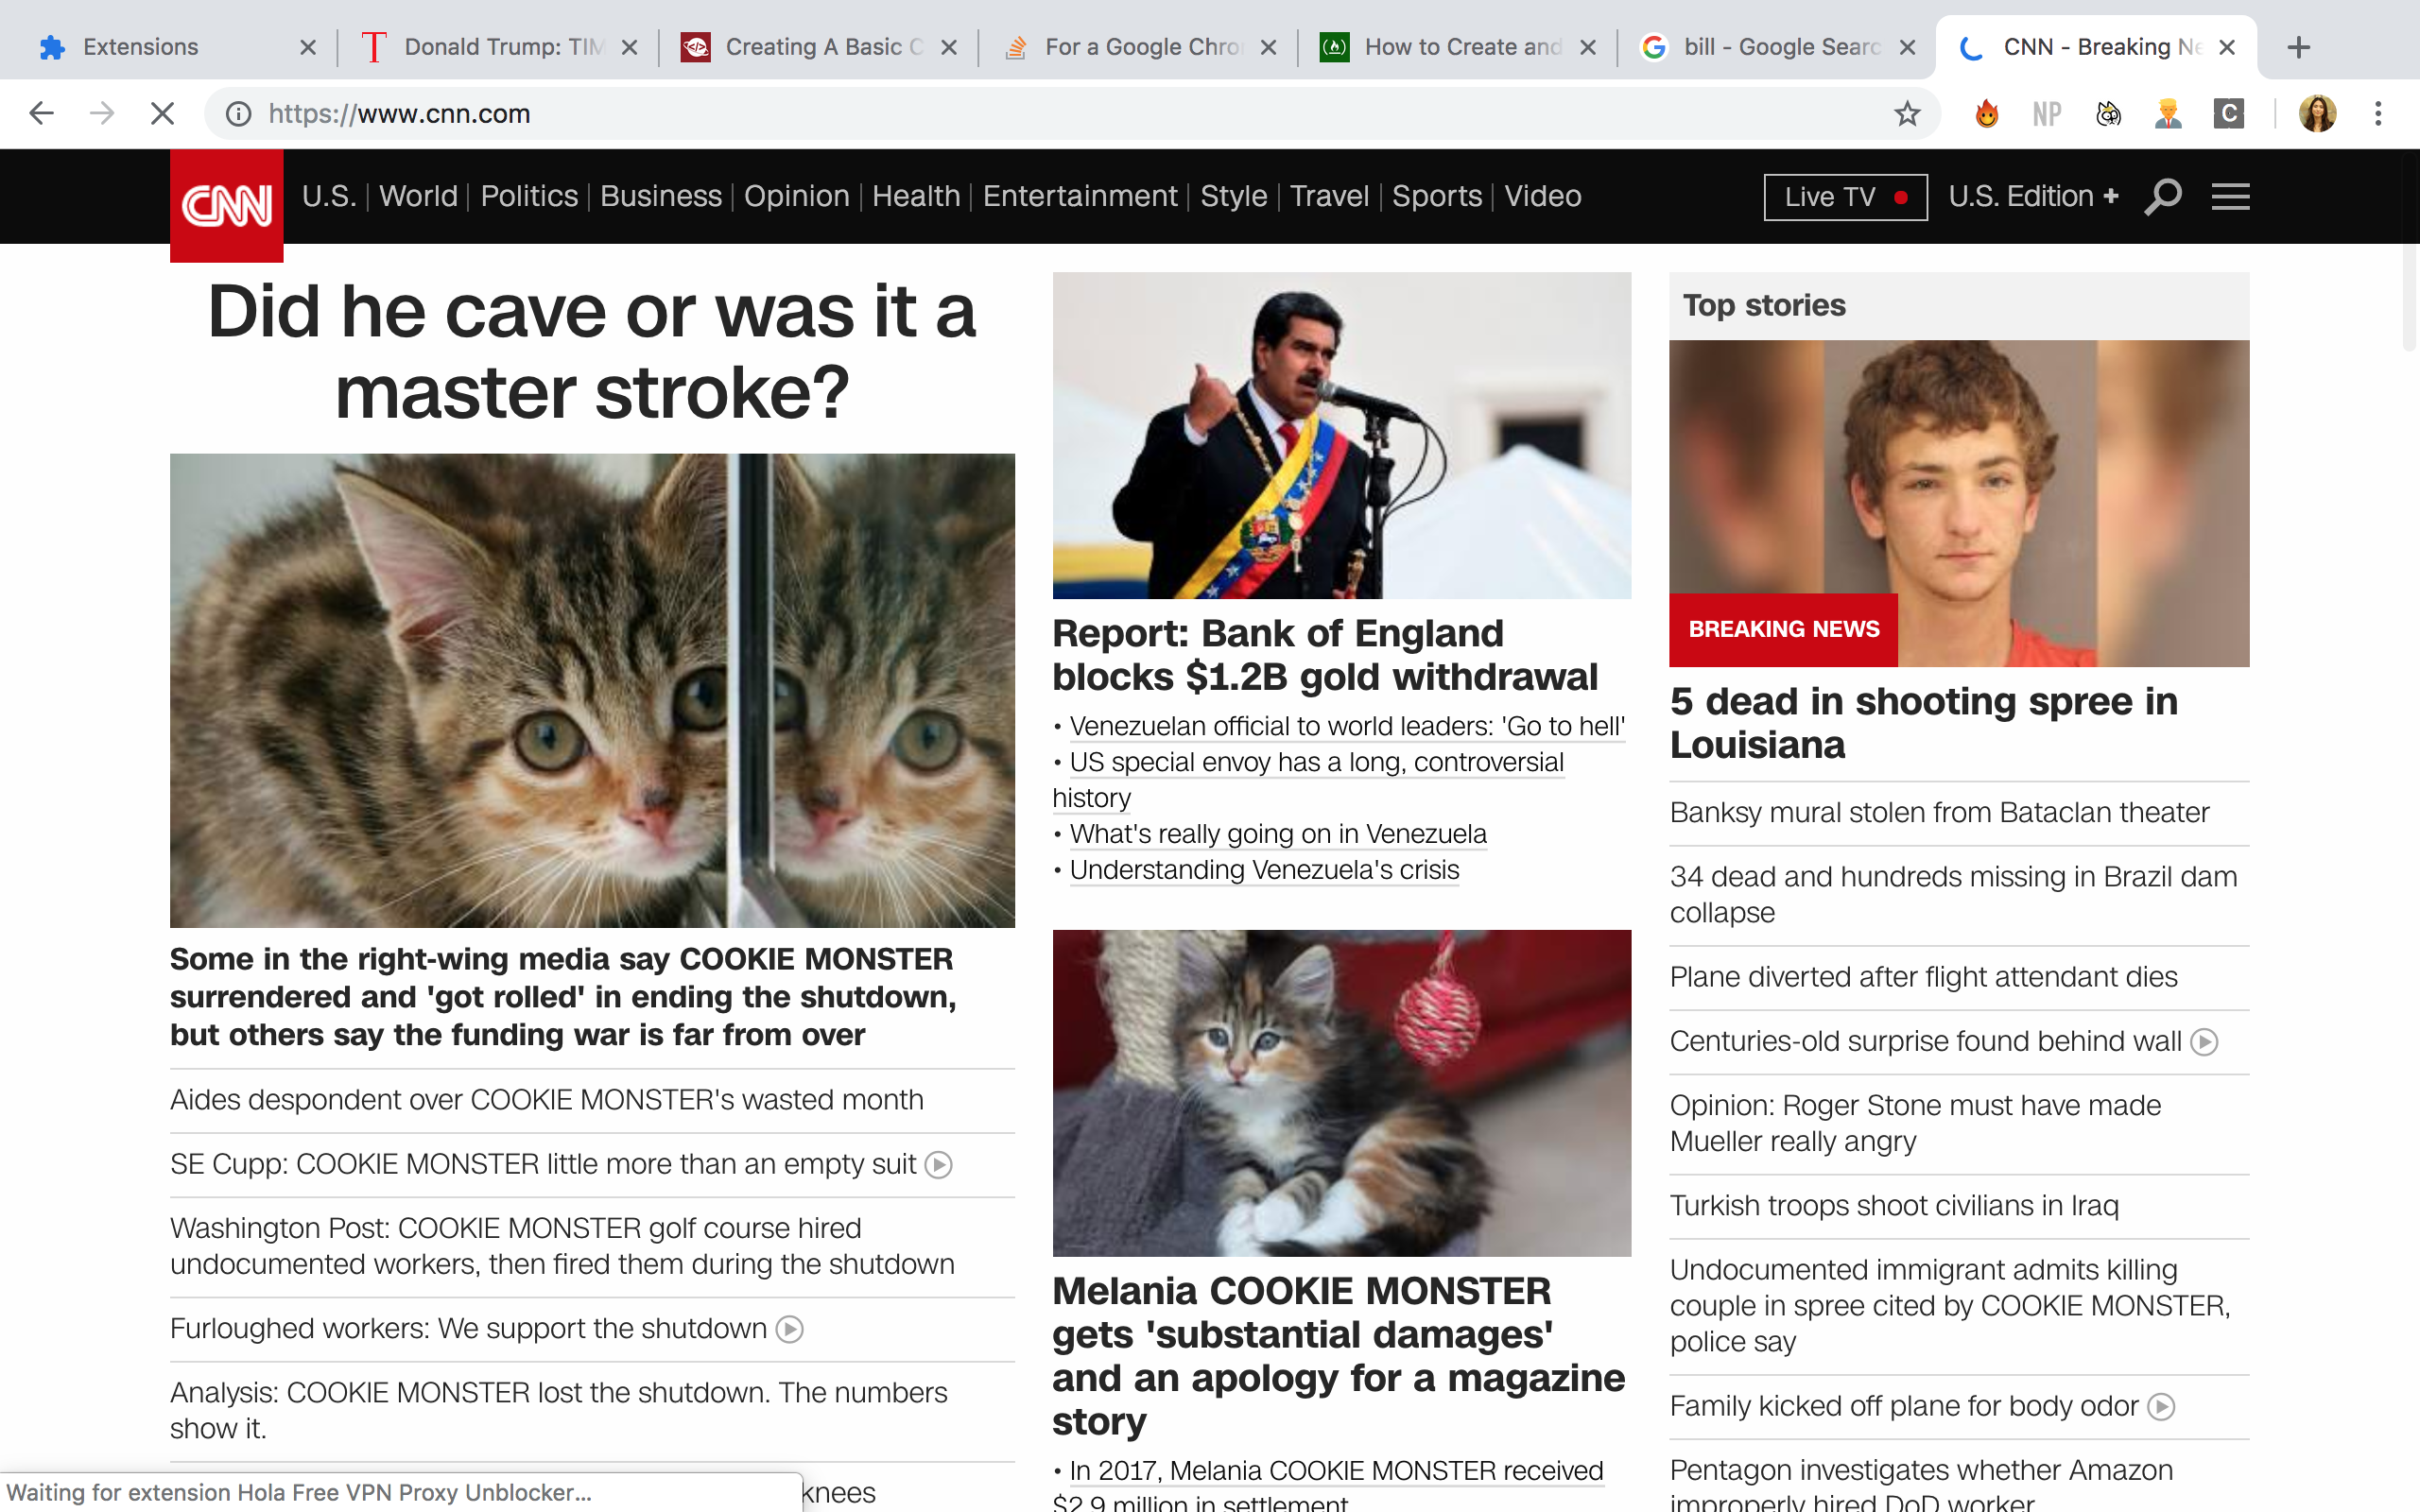 Extensions
Donald Trump: TIM
Creating A Basic C
For a Google Chro
How to Create and
bill - Google Searc
CNN - Breaking Ne
https://www.cnn.com
NP
C
CNN
U.S. | World | Politics | Business | Opinion | Health | Entertainment | Style | Travel | Sports | Video
Live TV
U.S. Edition +
Did he cave or was it a
master stroke?
Some in the right-wing media say COOKIE MONSTER
surrendered and 'got rolled' in ending the shutdown,
but others say the funding war is far from over
Aides despondent over COOKIE MONSTER's wasted month
SE Cupp: COOKIE MONSTER little more than an empty suit
Washington Post: COOKIE MONSTER golf course hired
undocumented workers, then fired them during the shutdown
Furloughed workers: We support the shutdown
Analysis: COOKIE MONSTER lost the shutdown. The numbers
show it.
knees
Waiting for extension Hola Free VPN Proxy Unblocker...
Report: Bank of England
blocks $1.2B gold withdrawal
• Venezuelan official to world leaders: 'Go to hell'
• US special envoy has a long, controversial
history
• What's really going on in Venezuela
• Understanding Venezuela's crisis
Melania COOKIE MONSTER
gets 'substantial damages'
and an apology for a magazine
story
• In 2017, Melania COOKIE MONSTER received
$2.9 million in settlement
Top stories
BREAKING NEWS
5 dead in shooting spree in
Louisiana
Banksy mural stolen from Bataclan theater
34 dead and hundreds missing in Brazil dam
collapse
Plane diverted after flight attendant dies
Centuries-old surprise found behind wall
Opinion: Roger Stone must have made
Mueller really angry
Turkish troops shoot civilians in Iraq
Undocumented immigrant admits killing
couple in spree cited by COOKIE MONSTER,
police say
Family kicked off plane for body odor
Pentagon investigates whether Amazon
improperly hired DoD worker